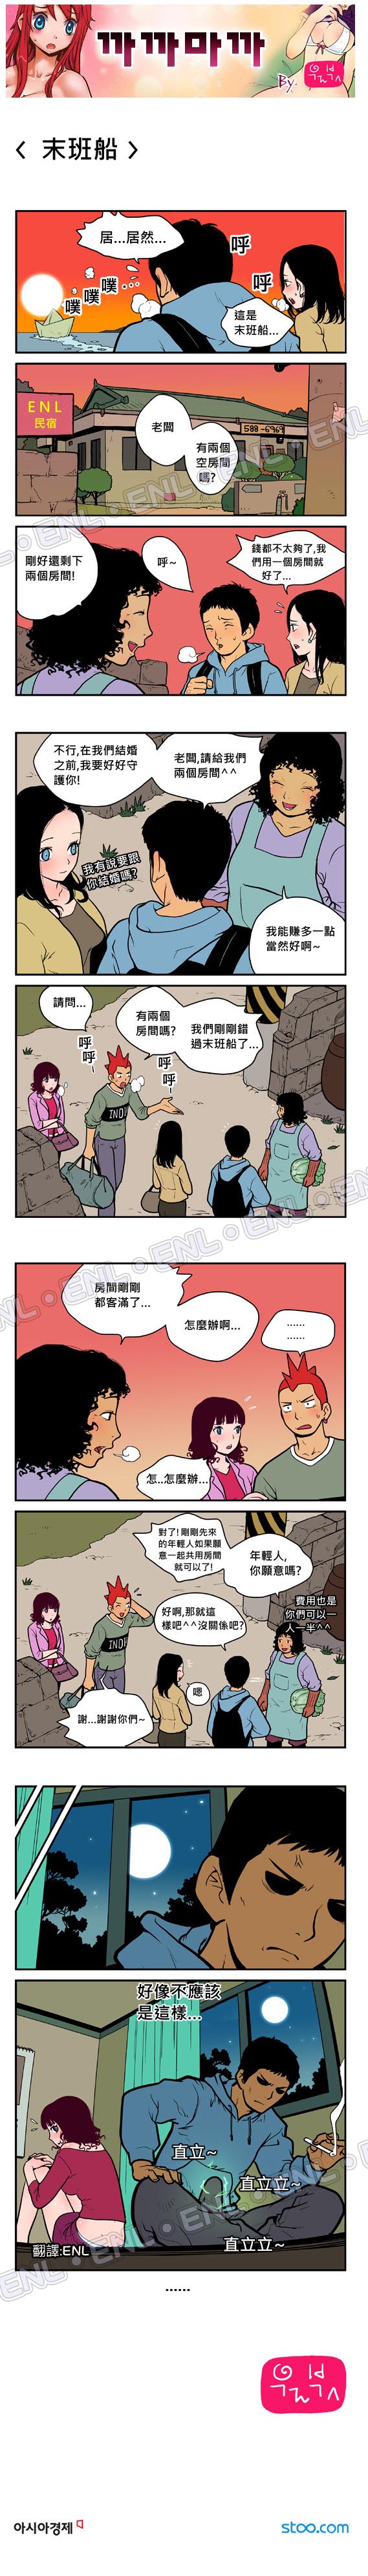 까까마까
By.
< 末班船 >
居...居然...
呼
呼
噗
噗
噗...
這是
末班船...
ENL
民宿
老闆
有兩個
空房間
嗎?
588-6969
剛好還剩下
兩個房間!
呼~
錢都不太夠了,我
們用一個房間就
好了...
不行,在我們結婚
之前,我要好好守
護你!
老闆,請給我們
兩個房間^^
我有說要跟
你結婚嗎?
我能賺多一點
當然好啊~
請問...
呼
呼
有兩個
房間嗎?
我們剛剛錯
過末班船了...
呼
呼
INDI
房間剛剛
都客滿了...
怎麼辦啊...
......
......
怎..怎麼辦...
對了!剛剛先來
的年輕人如果願
意一起共用房間
就可以了!
年輕人,
你願意嗎?
好啊,那就這
樣吧^^沒關係吧?
費用也是
你們可以一
人一半^^
嗯
INDI
謝...謝謝你們~
好像不應該
是這樣...
直立~
直立立~
直立立~
翻譯:ENL
......
아시아경제
stoo.com